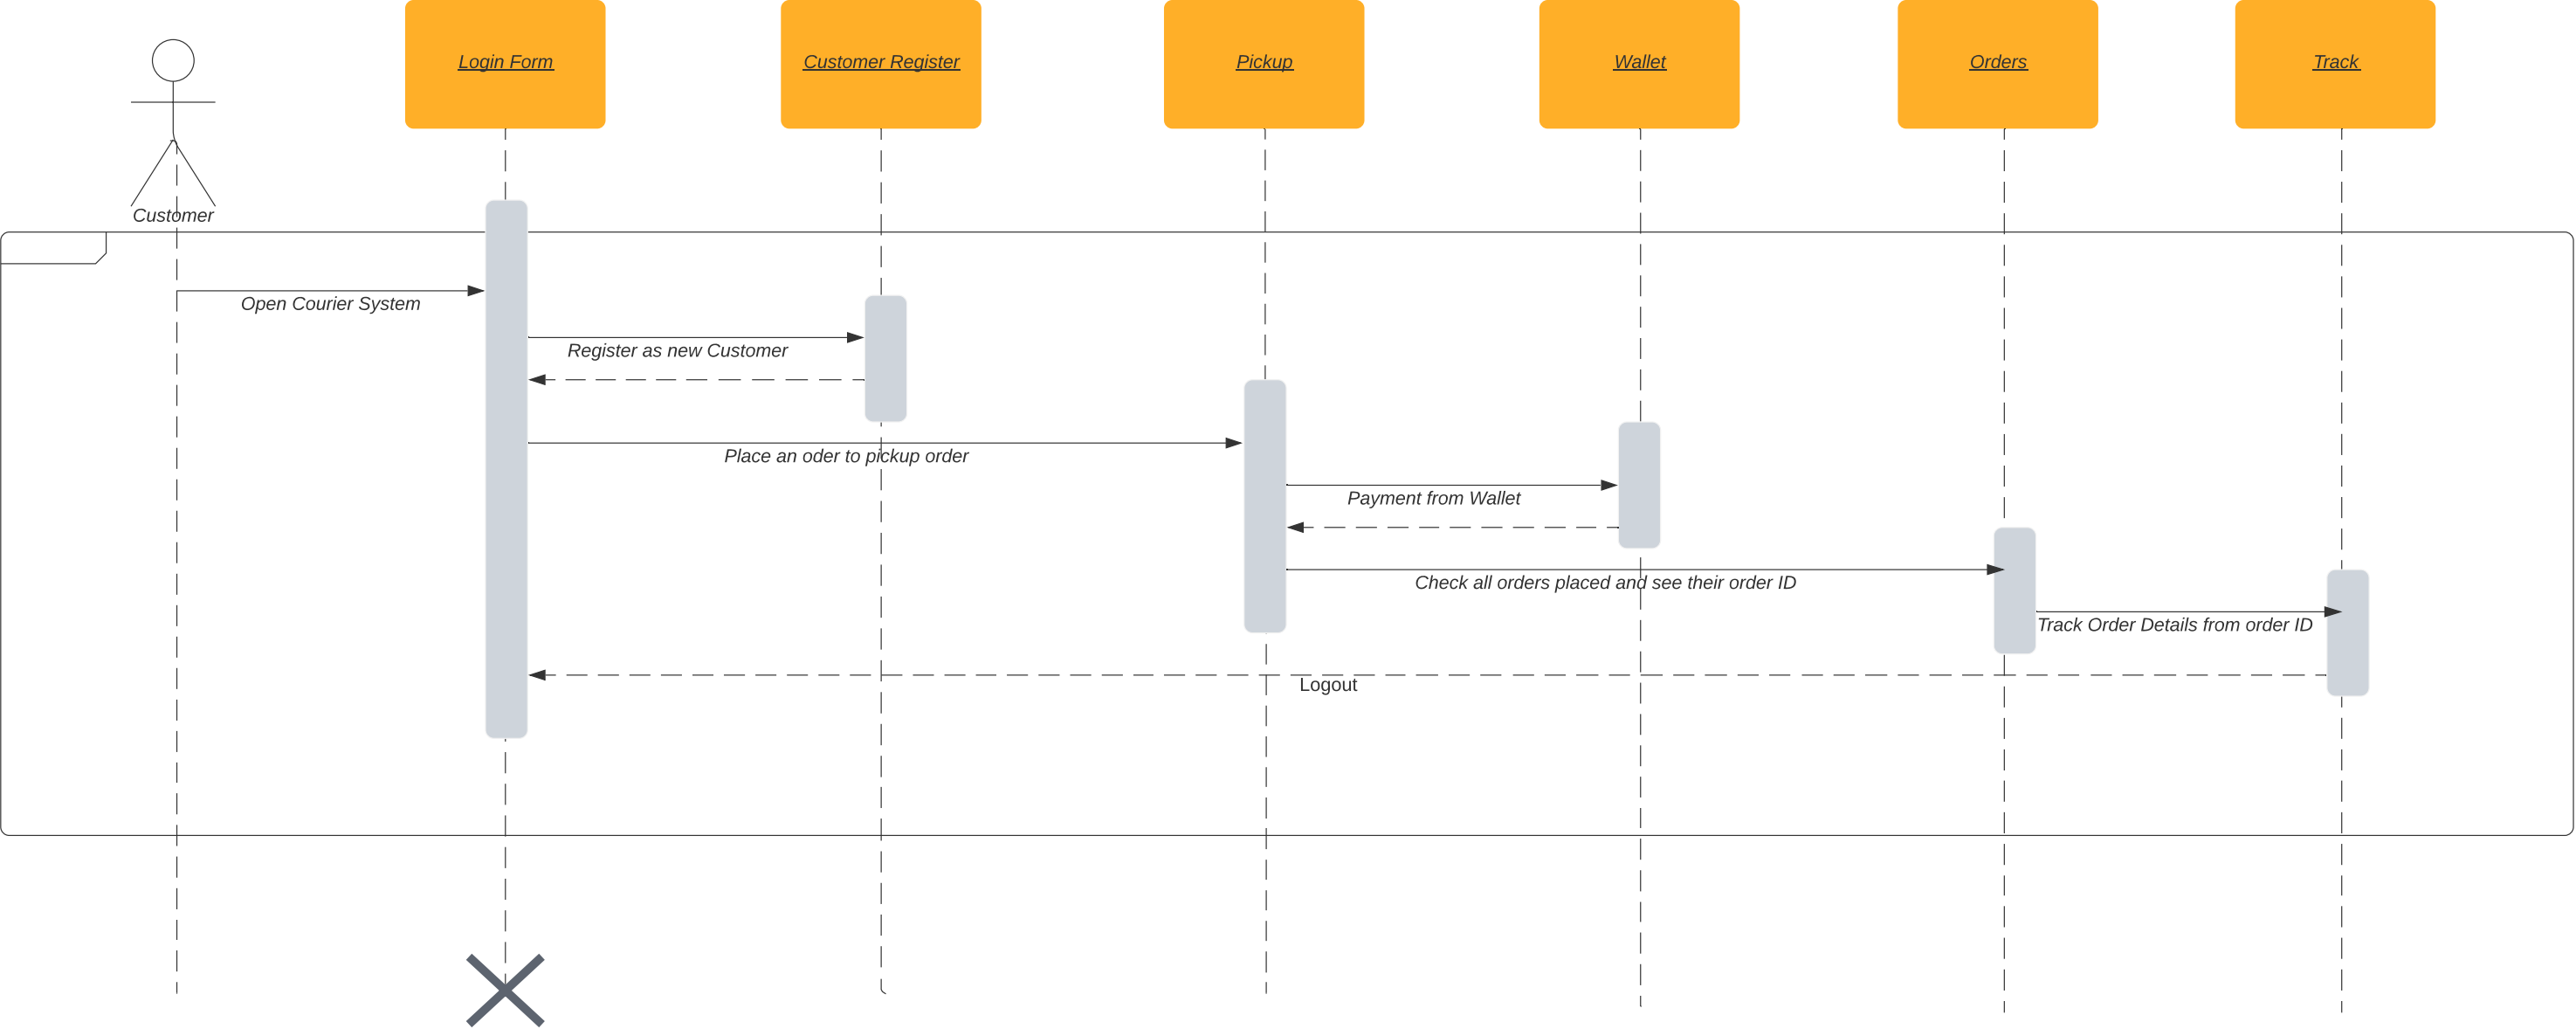 Login Form
Customer Register
Pickup
Wallet
Orders
Track
Customer
Open Courier System
Register as new Customer
Place an oder to pickup order
Payment from Wallet
Check all orders placed and see their order ID
Track Order Details from order ID
Logout